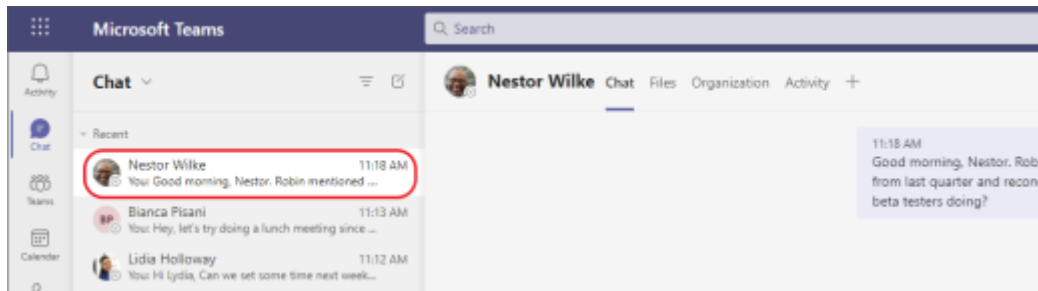 Microsoft Teams
Search
Activity
Chat
Teams
Calendar
Chat
Recent
Nestor Wilke 11:18 AM
You: Good morning, Nestor. Robin mentioned ....
BP
Bianca Pisani 11:13 AM
You: Hey, let's try doing a lunch meeting since ...
Lidia Holloway 11:12 AM
You: Hi Lydia, Can we set some time next week...
Nestor Wilke Chat Files Organization Activity
11:18 AM
Good morning, Nestor. Rob
from last quarter and recon
beta testers doing?